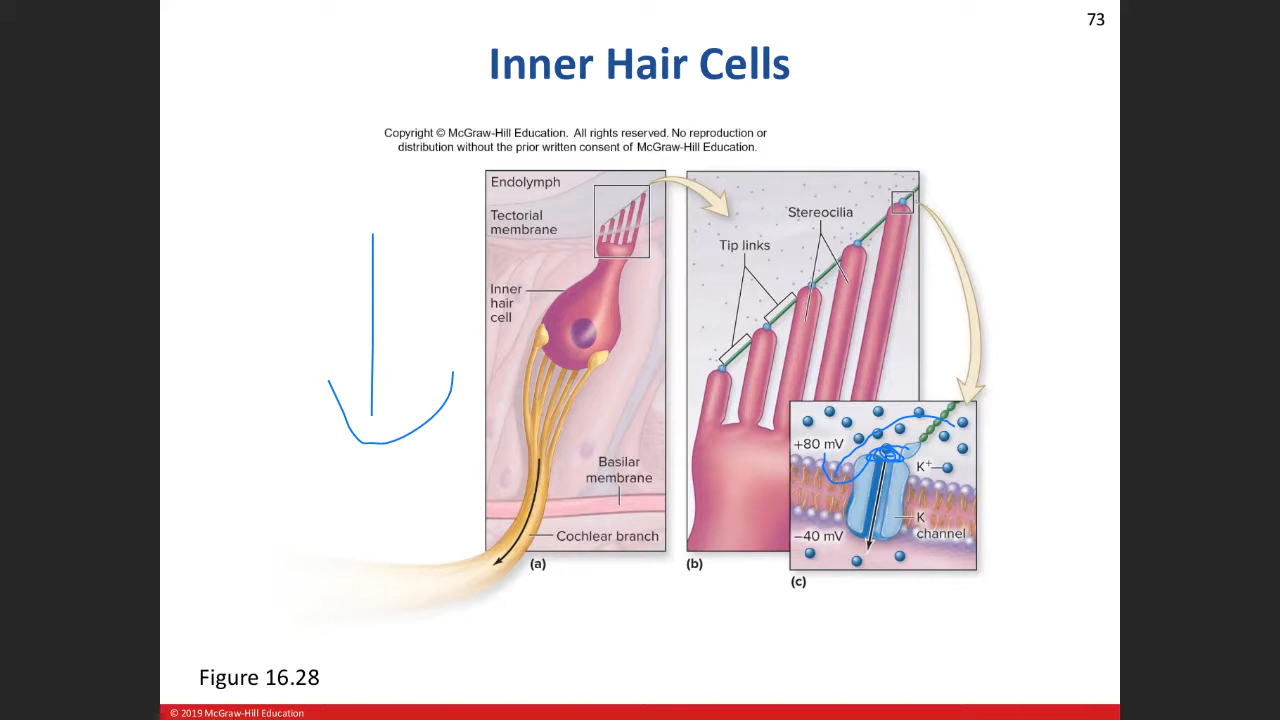 73
Inner Hair Cells
Copyright © McGraw-Hill Education. All rights reserved. No reproduction or
distribution without the prior written consent of McGraw-Hill Education.
Endolymph
Tectorial
membrane
Inner
hair
cell
Basilar
membrane
Cochlear branch
(a)
Stereocilia
Tip links
(b)
+80 mV
K+
K
channel
–40 mV
(c)
Figure 16.28
© 2019 McGraw-Hill Education